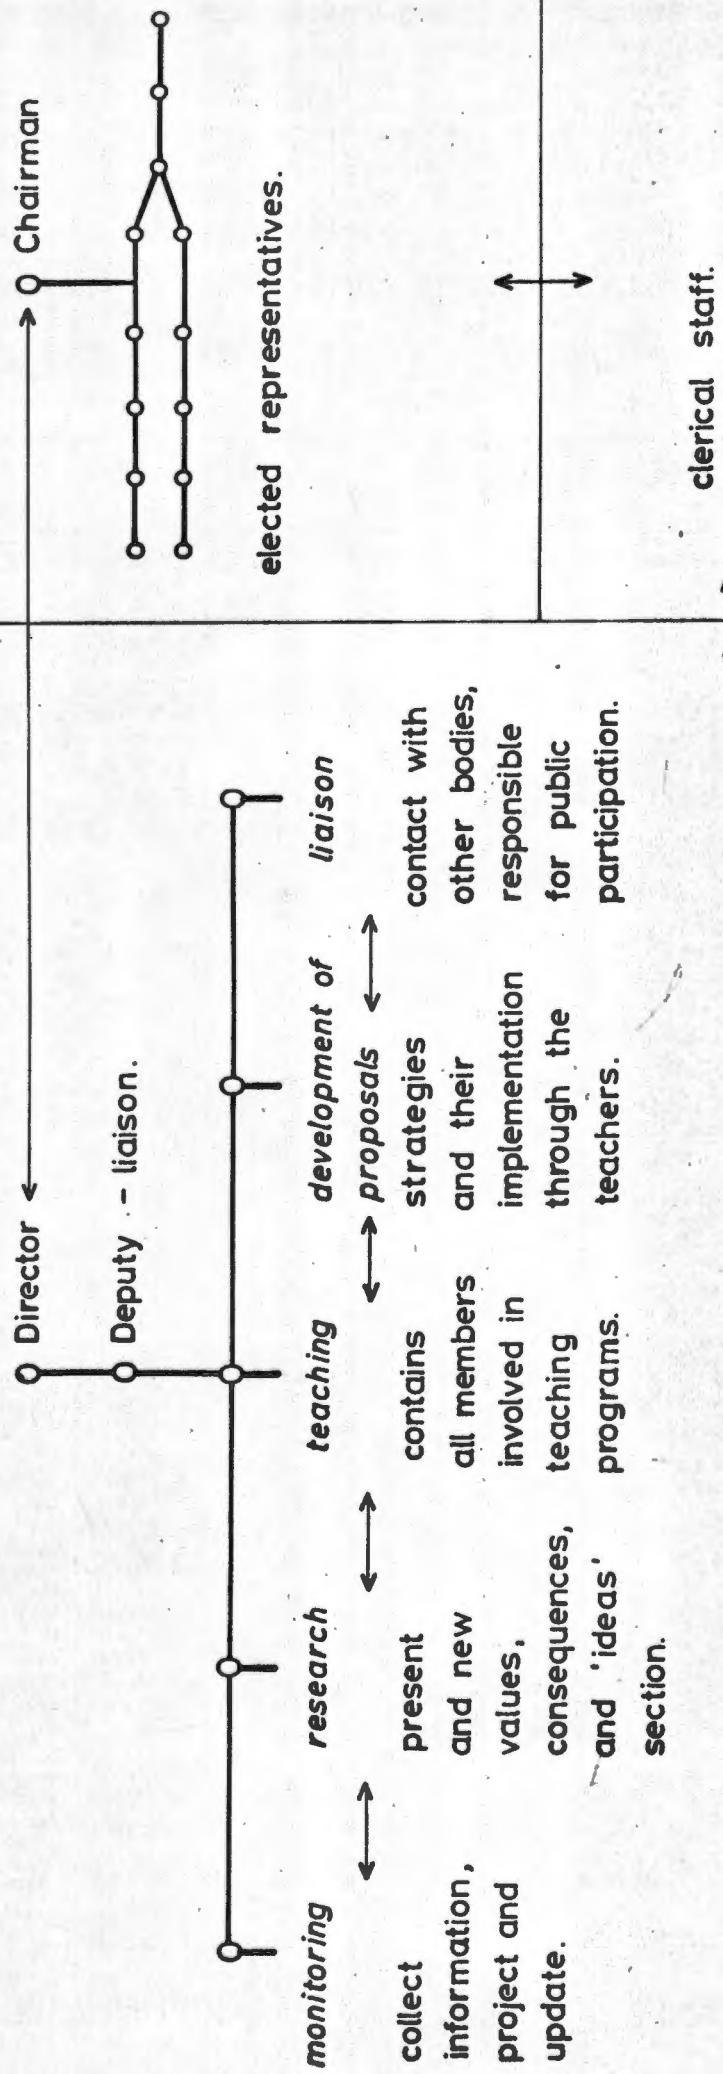 Director
Deputy - liaison.
monitoring
collect
information,
project and
update.
research
present
and new
values,
consequences,
and 'ideas'
section.
teaching
contains
all members
involved in
teaching
programs.
development of
proposals
strategies
and their
implementation
through the
teachers.
liaison
contact with
other bodies,
responsible
for public
participation.
Chairman
elected representatives.
clerical staff.